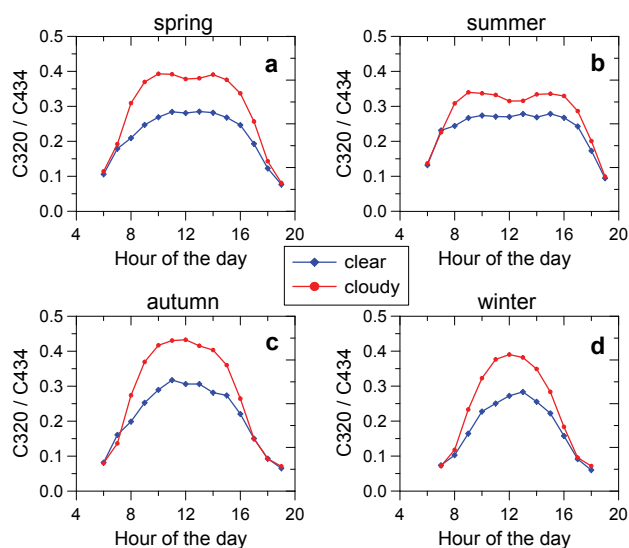 spring
summer
a
b
C320 / C434
0.5
0.4
0.3
0.2
0.1
0.0
4
8
12
16
20
Hour of the day
C320 / C434
0.5
0.4
0.3
0.2
0.1
0.0
4
8
12
16
20
Hour of the day
clear
cloudy
autumn
winter
c
d
C320 / C434
0.5
0.4
0.3
0.2
0.1
0.0
4
8
12
16
20
Hour of the day
C320 / C434
0.5
0.4
0.3
0.2
0.1
0.0
4
8
12
16
20
Hour of the day